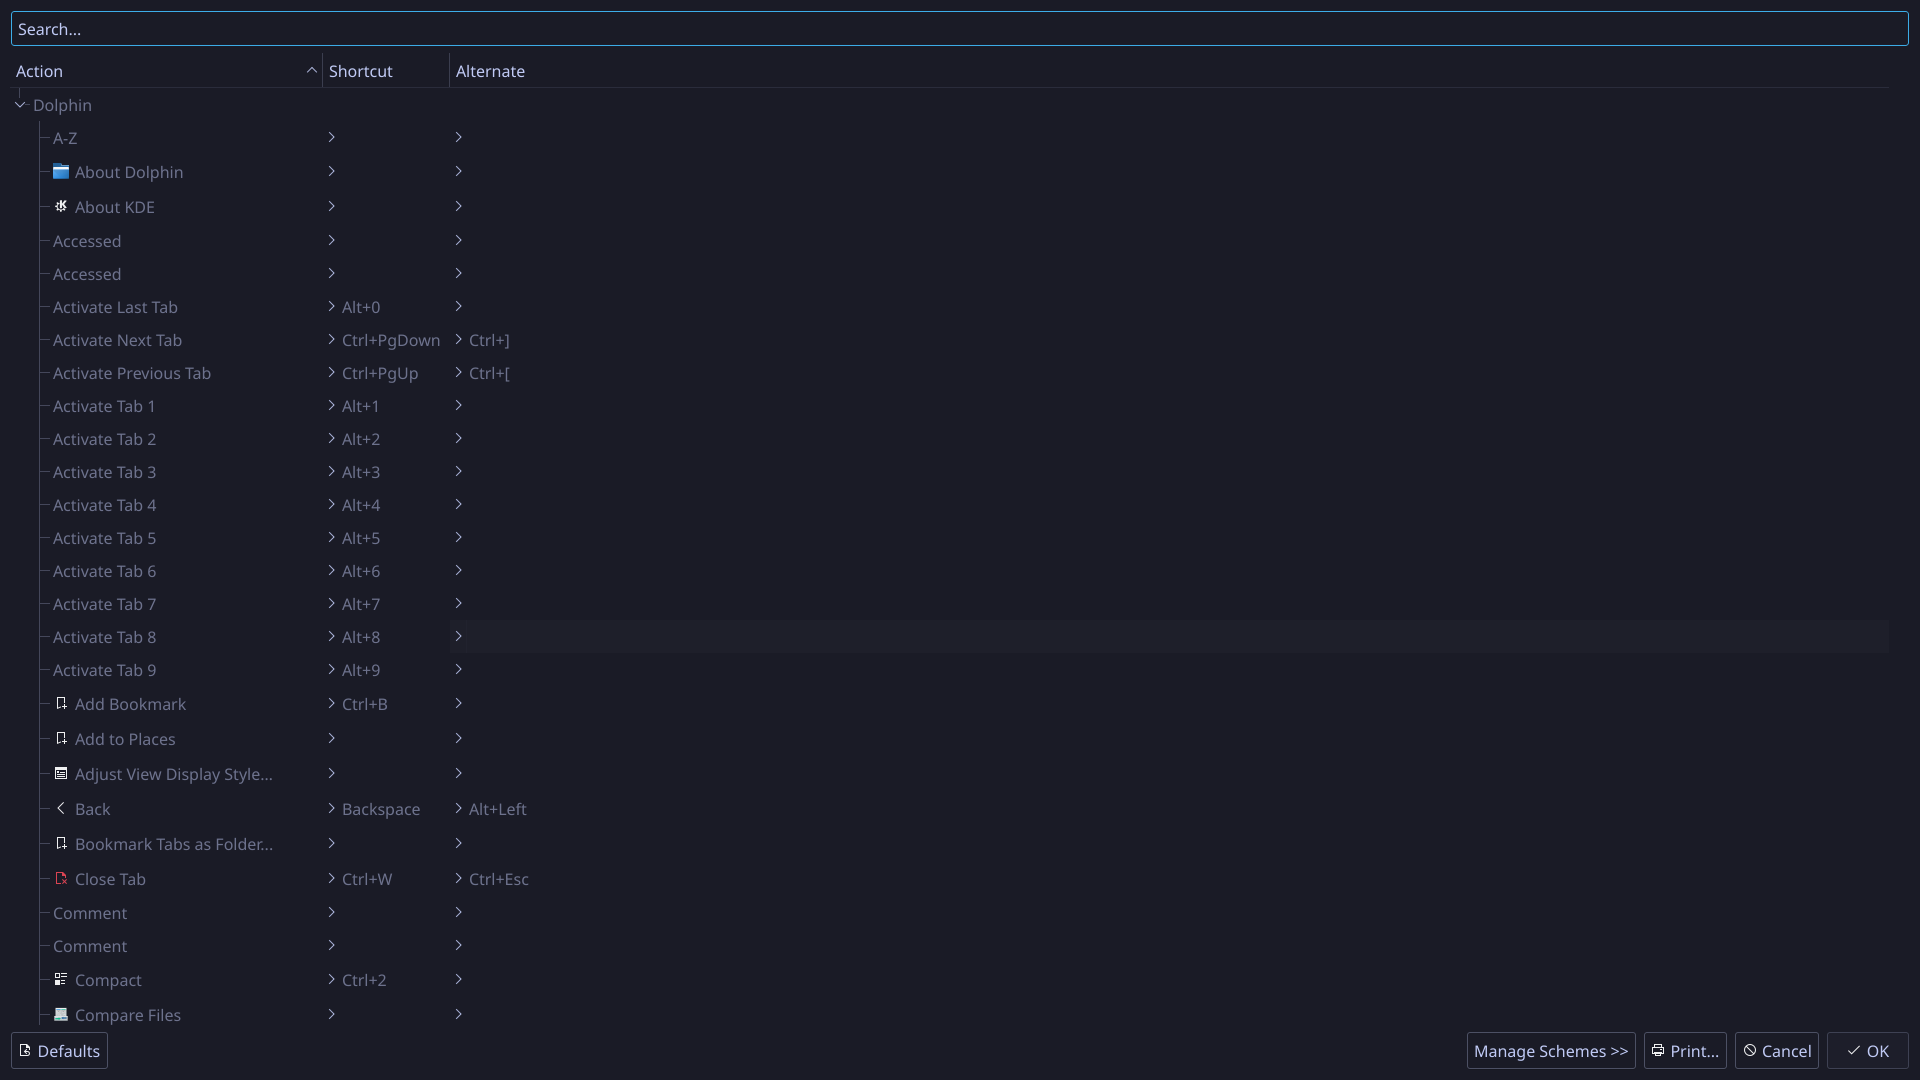 Search...
Action Shortcut Alternate
Dolphin
A-Z
About Dolphin
About KDE
Accessed
Accessed
Activate Last Tab Alt+0
Activate Next Tab Ctrl+PgDown Ctrl+]
Activate Previous Tab Ctrl+PgUp Ctrl+[
Activate Tab 1 Alt+1
Activate Tab 2 Alt+2
Activate Tab 3 Alt+3
Activate Tab 4 Alt+4
Activate Tab 5 Alt+5
Activate Tab 6 Alt+6
Activate Tab 7 Alt+7
Activate Tab 8 Alt+8
Activate Tab 9 Alt+9
Add Bookmark Ctrl+B
Add to Places
Adjust View Display Style...
Back Backspace Alt+Left
Bookmark Tabs as Folder...
Close Tab Ctrl+W Ctrl+Esc
Comment
Comment
Compact Ctrl+2
Compare Files
Defaults Manage Schemes >> Print... Cancel OK